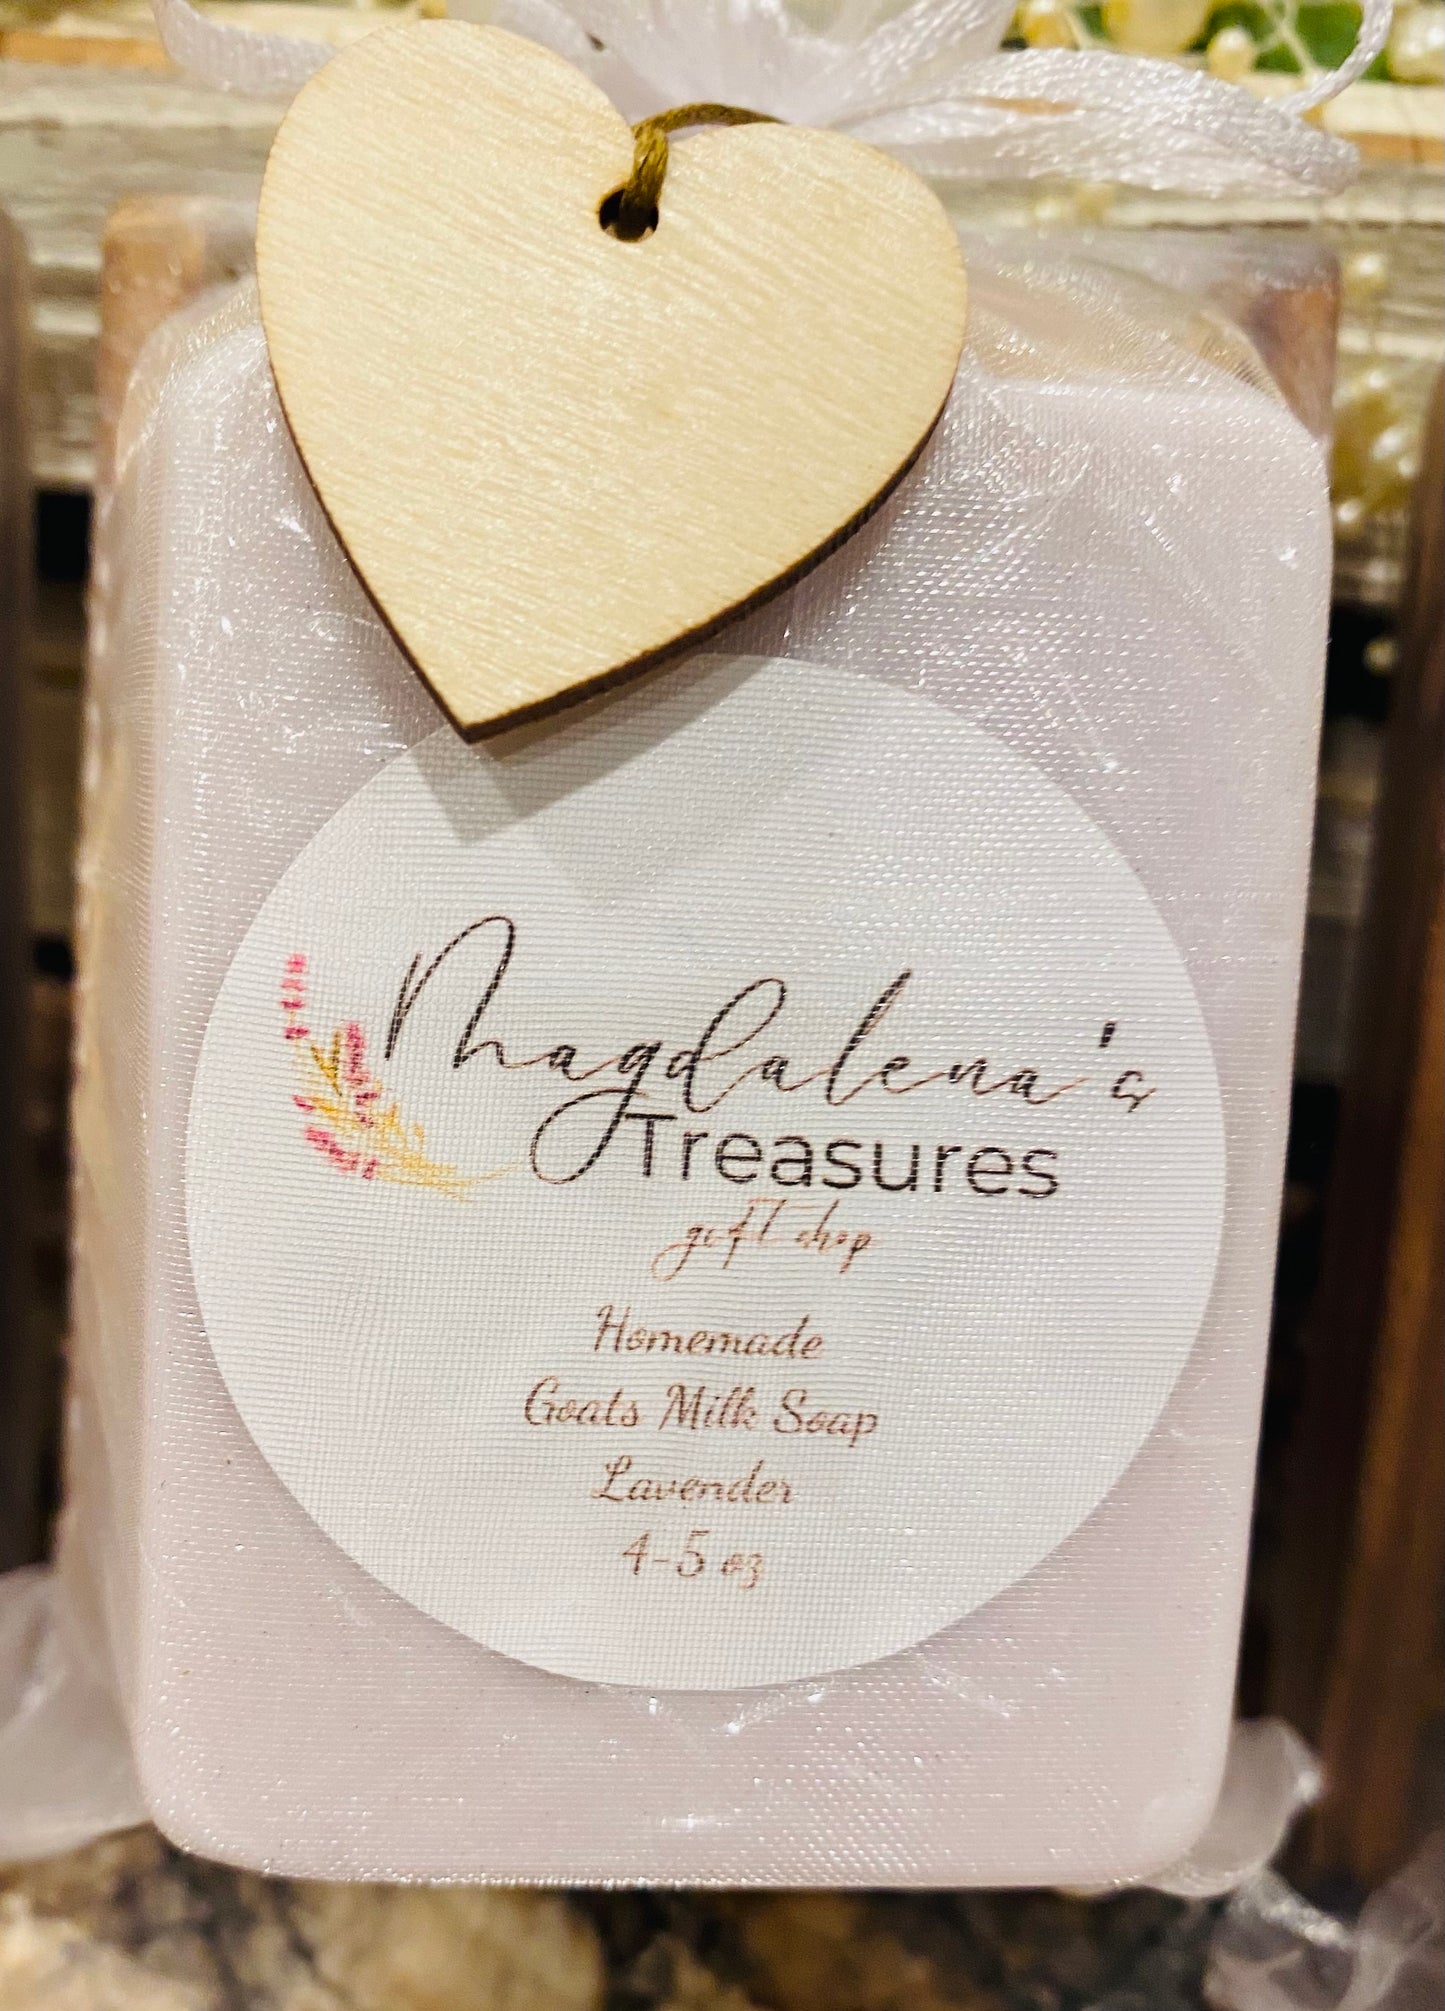 Magdalena's
Treasures
gift shop
Homemade
Goats Milk Soap
Lavender
4-5 oz